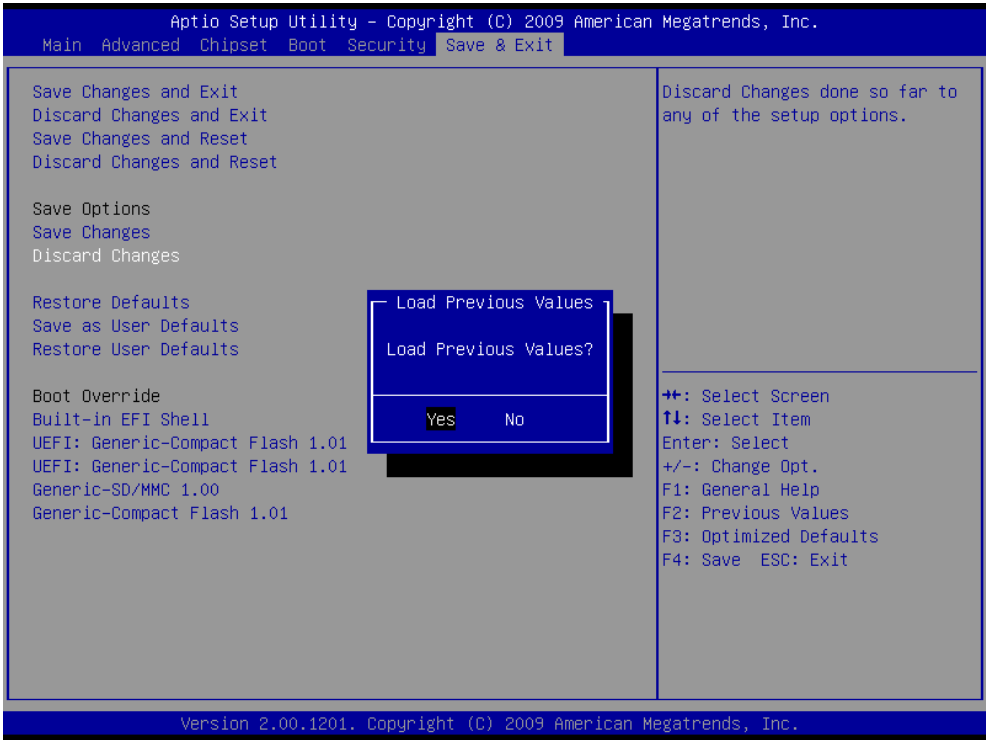 Aptio Setup Utility – Copyright (C) 2009 American Megatrends, Inc.
Main Advanced Chipset Boot Security Save & Exit
Save Changes and Exit
Discard Changes and Exit
Save Changes and Reset
Discard Changes and Reset
Save Options
Save Changes
Discard Changes
Restore Defaults
Save as User Defaults
Restore User Defaults
Boot Override
Built-in EFI Shell
UEFI: Generic-Compact Flash 1.01
UEFI: Generic-Compact Flash 1.01
Generic-SD/MMC 1.00
Generic-Compact Flash 1.01
Load Previous Values
Load Previous Values?
Yes No
Discard Changes done so far to
any of the setup options.
→←: Select Screen
↑↓: Select Item
Enter: Select
+/-: Change Opt.
F1: General Help
F2: Previous Values
F3: Optimized Defaults
F4: Save ESC: Exit
Version 2.00.1201. Copyright (C) 2009 American Megatrends, Inc.